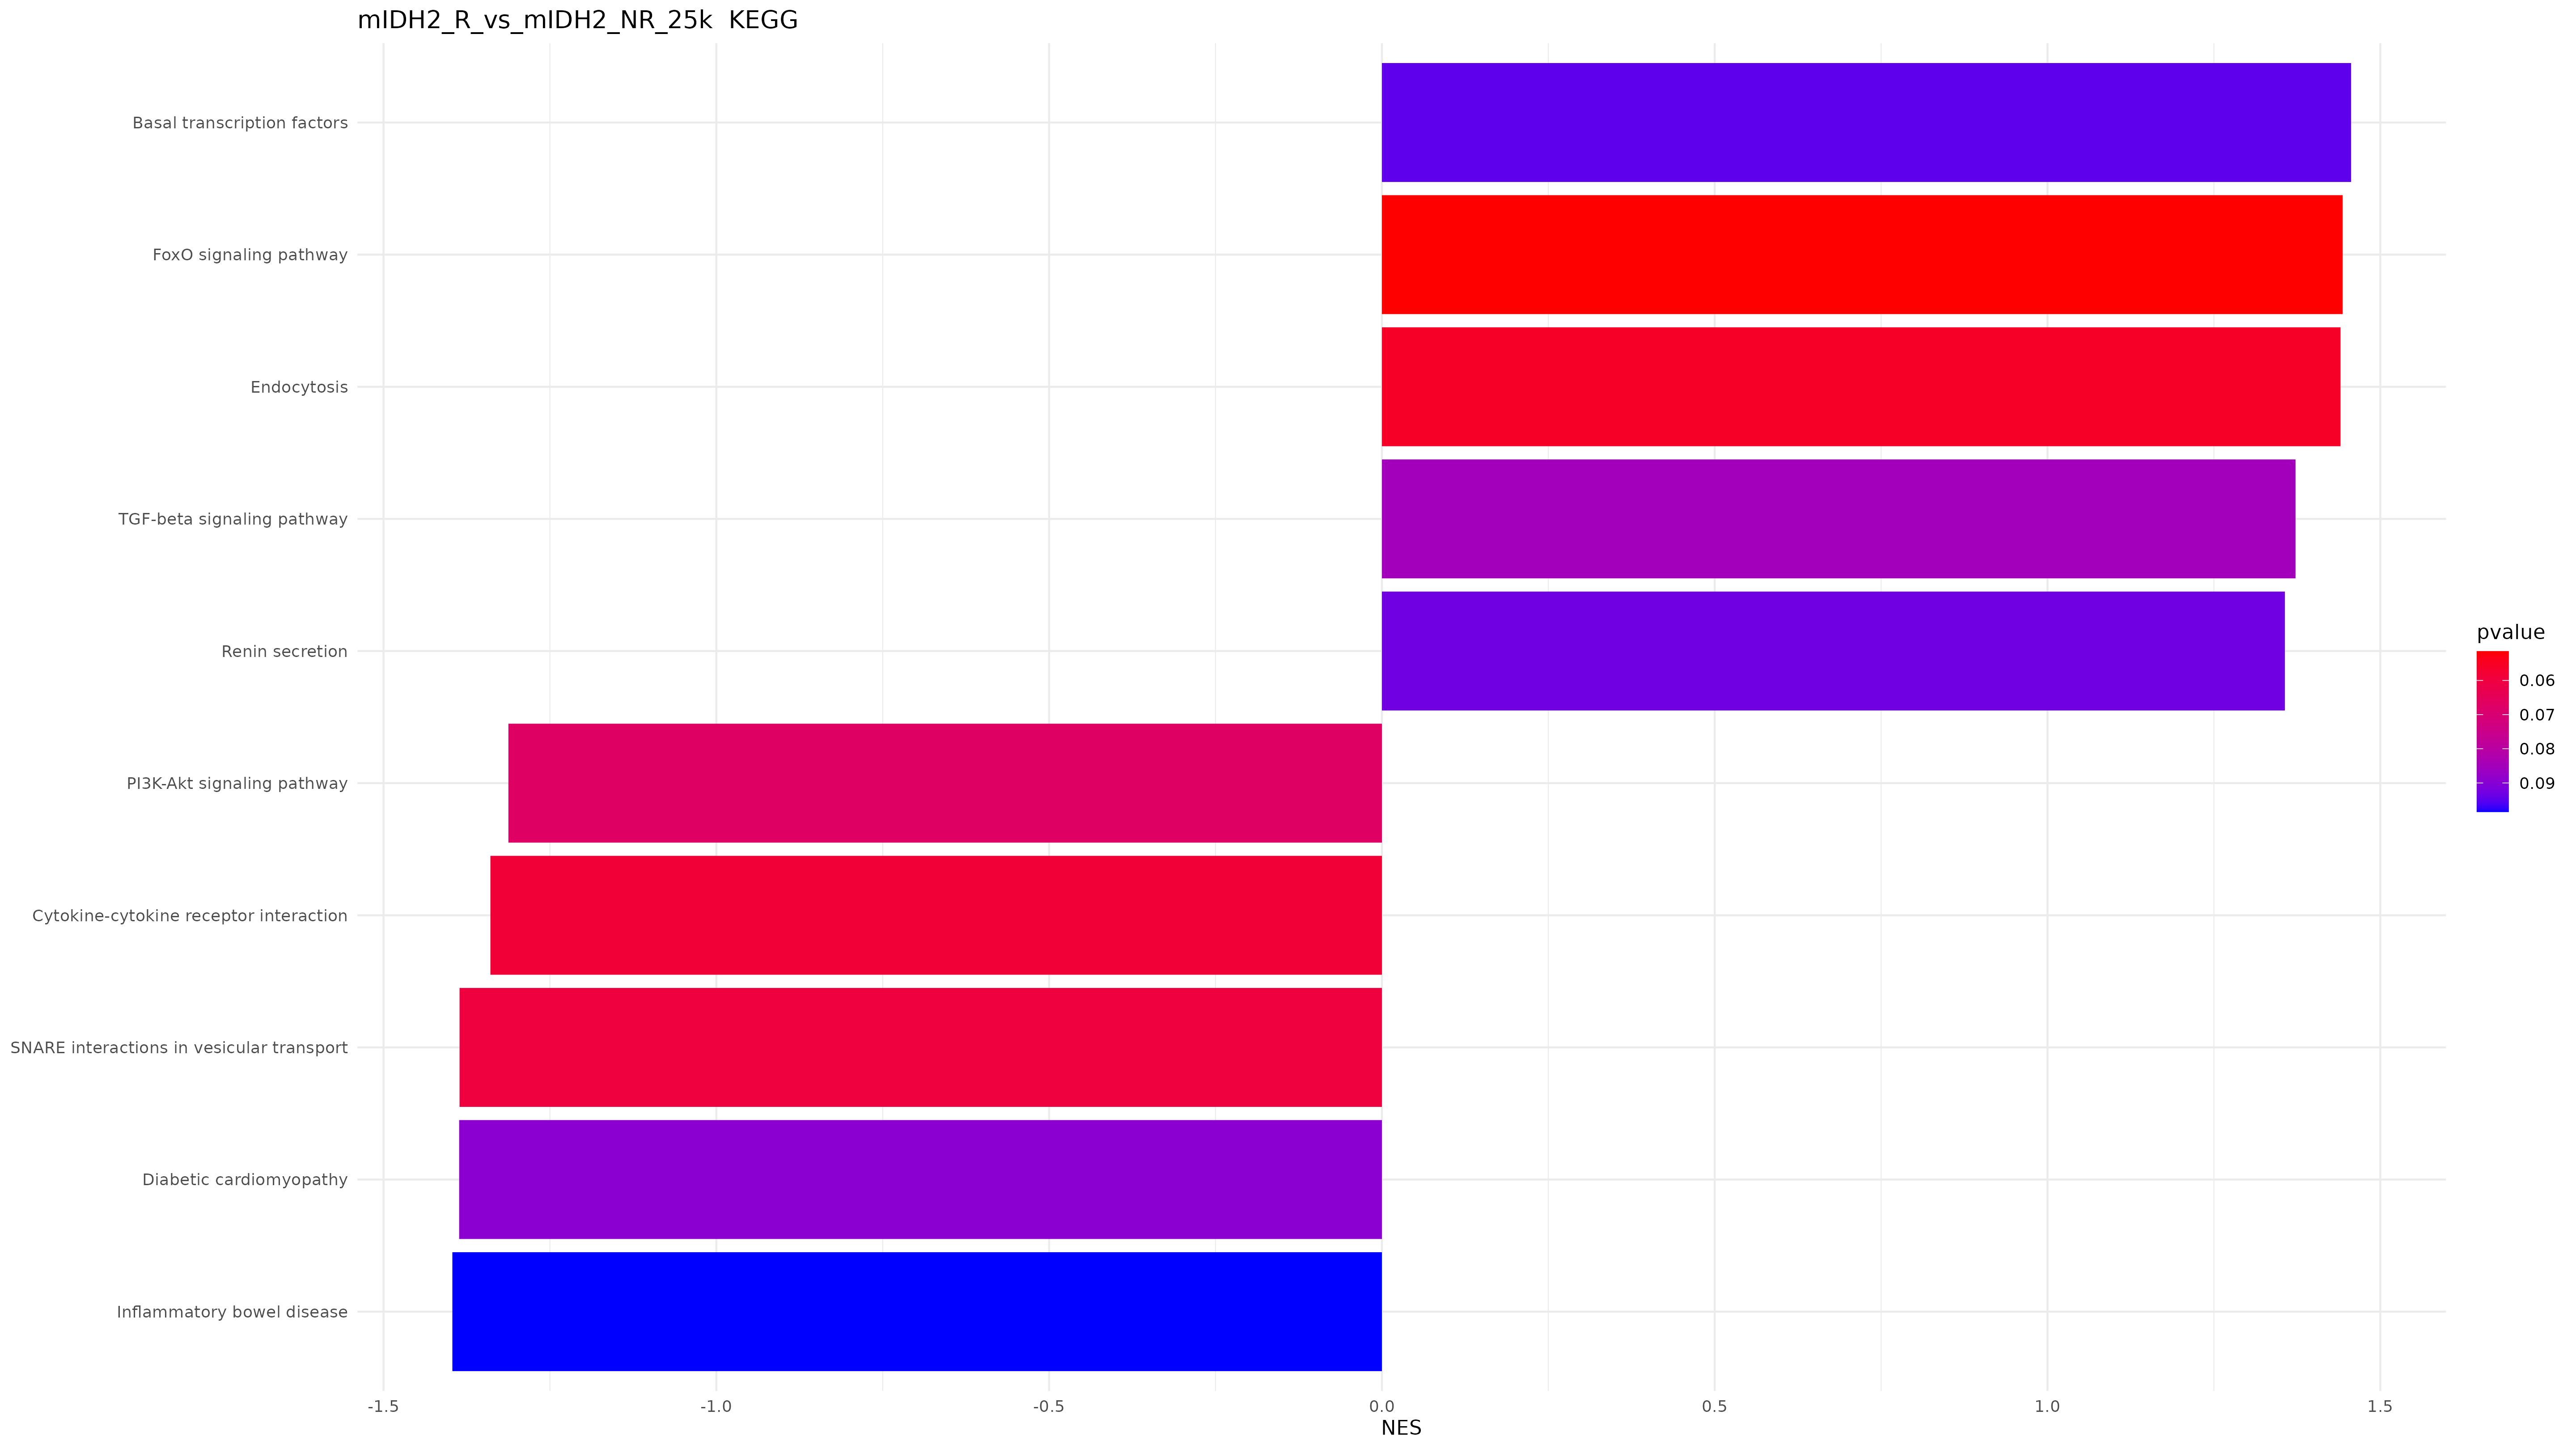 mIDH2_R_vs_mIDH2_NR_25k  KEGG
Basal transcription factors
FoxO signaling pathway
Endocytosis
TGF-beta signaling pathway
Renin secretion
PI3K-Akt signaling pathway
Cytokine-cytokine receptor interaction
SNARE interactions in vesicular transport
Diabetic cardiomyopathy
Inflammatory bowel disease
-1.5 -1.0 -0.5 0.0 0.5 1.0 1.5
NES
pvalue
0.06
0.07
0.08
0.09